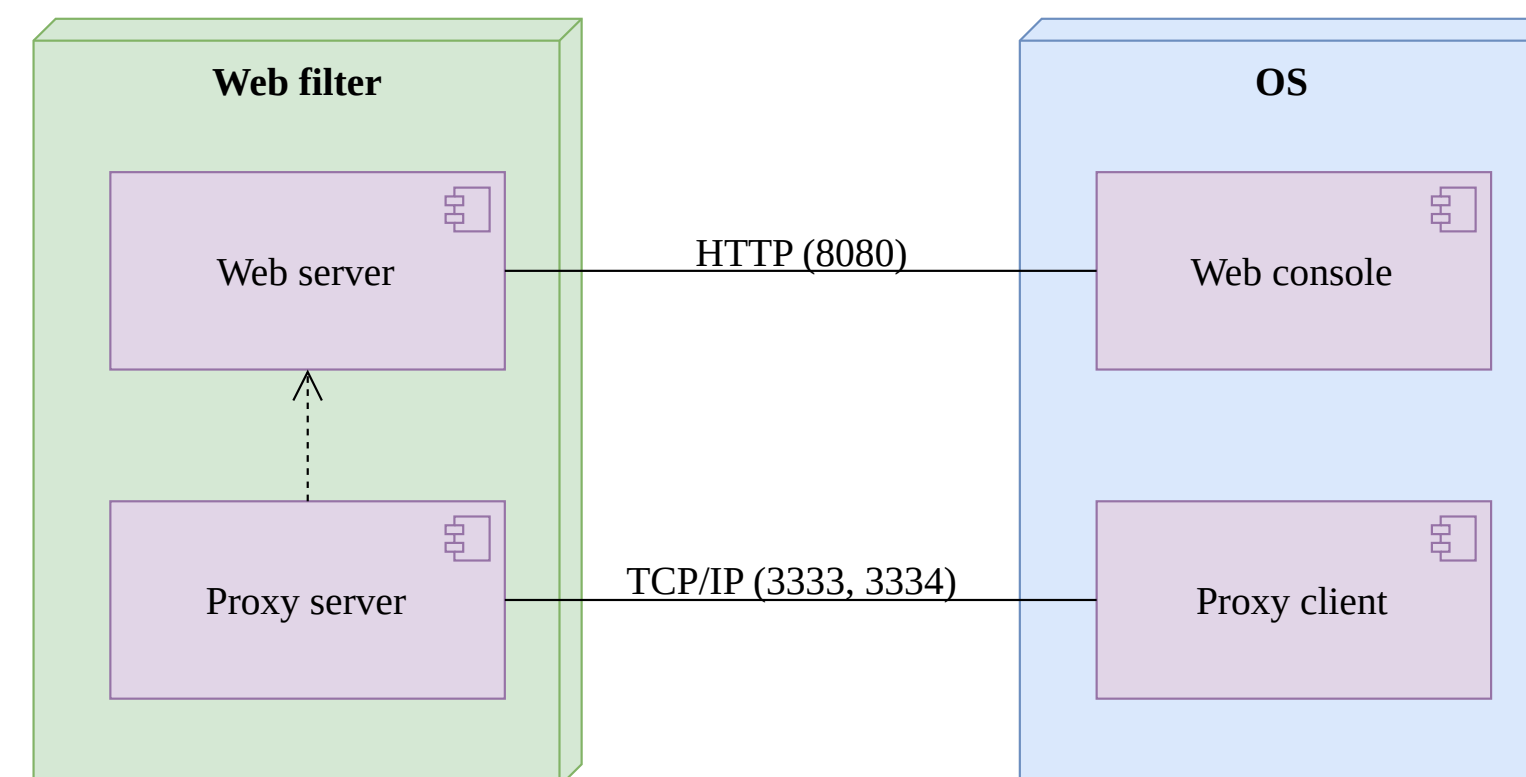 Web filter
OS
Web server
HTTP (8080)
Web console
Proxy server
TCP/IP (3333, 3334)
Proxy client